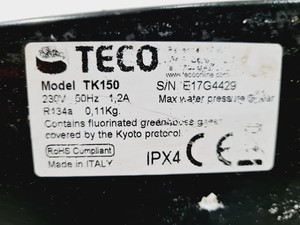 TECO
www.tecoonline.com
Model TK150 S/N E17G4429
230V 50Hz 1,2A Max water pressure
R134a 0,11Kg.
Contains fluorinated greenhouse gases
covered by the Kyoto protocol
RoHS Compliant IPX4 CE
Made in ITALY